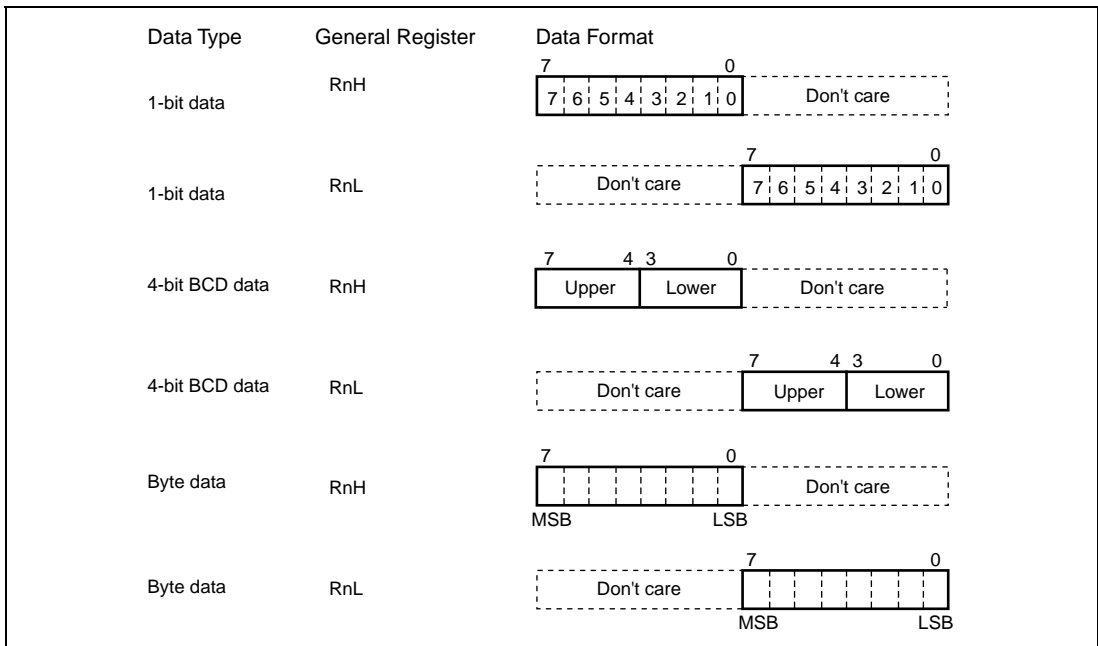 Data Type General Register Data Format
7 0
1-bit data RnH 7 6 5 4 3 2 1 0 Don't care
7 0
1-bit data RnL Don't care 7 6 5 4 3 2 1 0
7 4 3 0
4-bit BCD data RnH Upper Lower Don't care
7 4 3 0
4-bit BCD data RnL Don't care Upper Lower
7 0
Byte data RnH Don't care
MSB LSB
7 0
Byte data RnL Don't care
MSB LSB